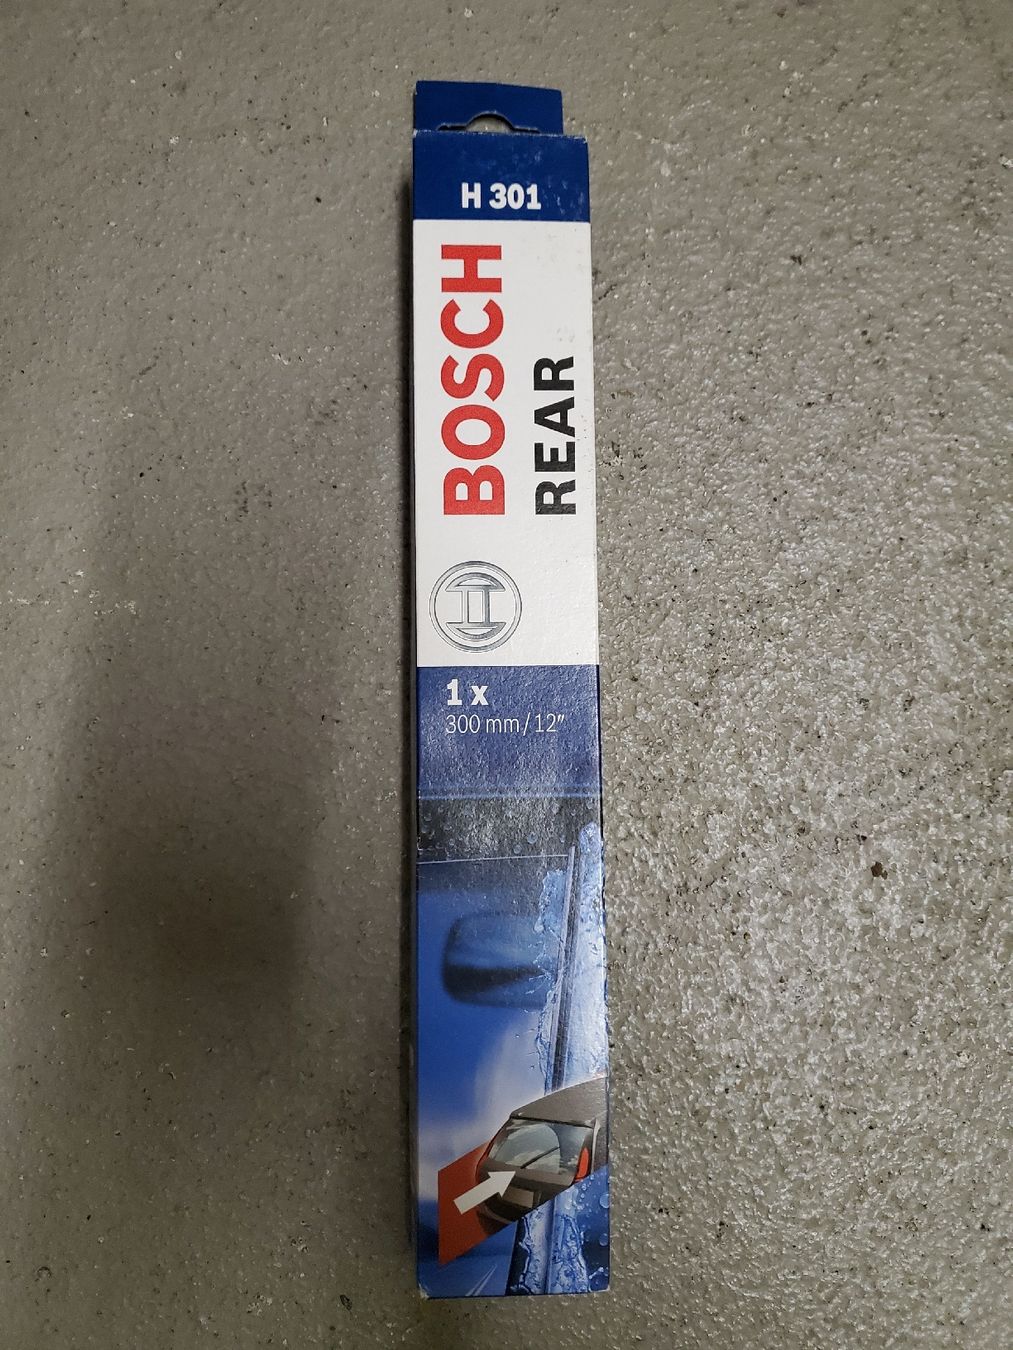 H 301
BOSCH
REAR
1 x
300 mm / 12″